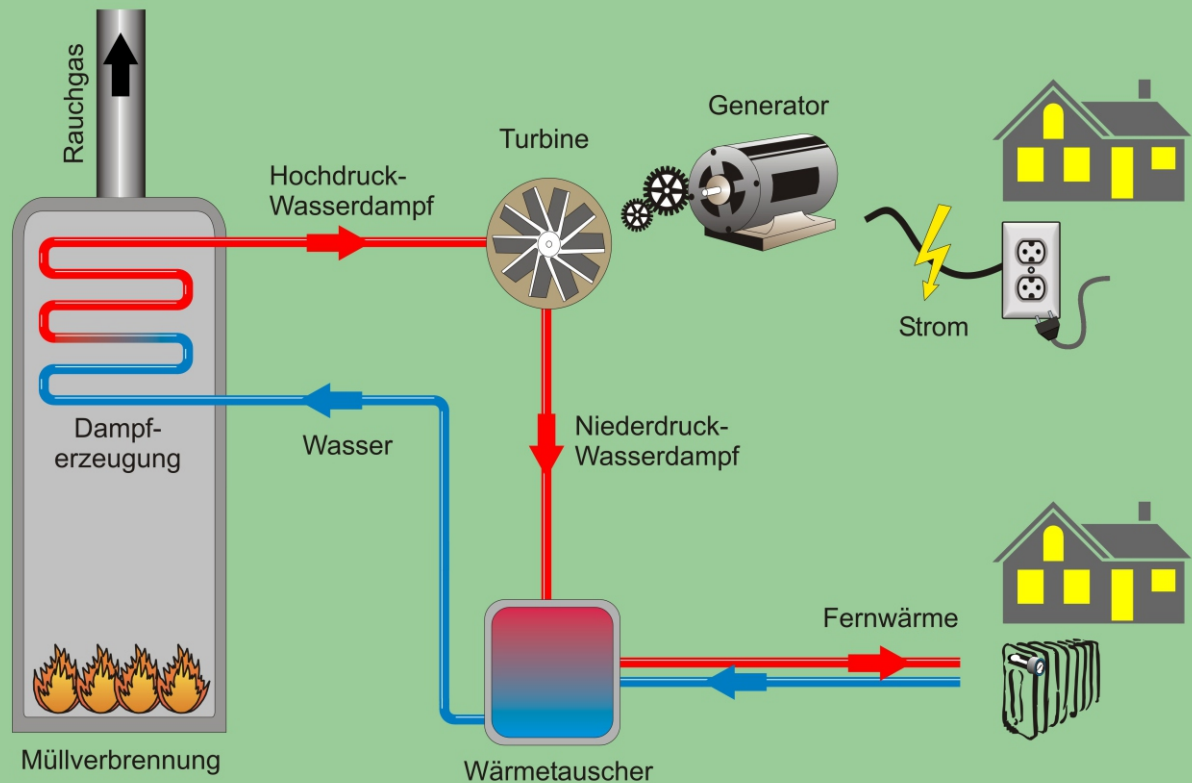 Rauchgas
Hochdruck-
Wasserdampf
Turbine
Generator
Strom
Dampf-
erzeugung
Wasser
Niederdruck-
Wasserdampf
Fernwärme
Müllverbrennung
Wärmetauscher